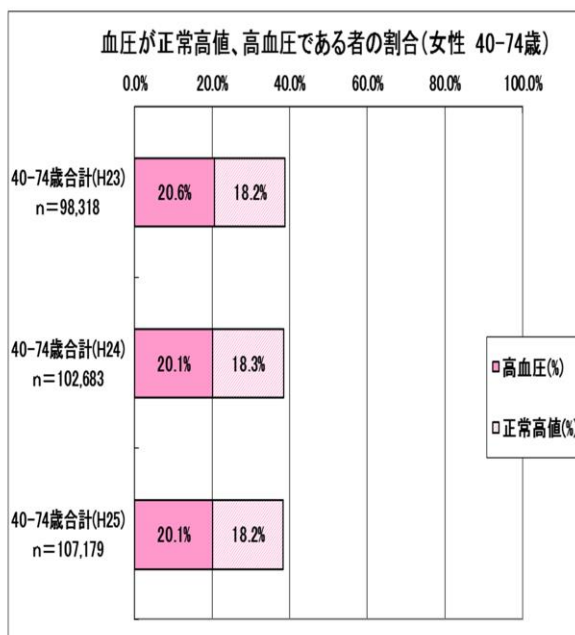 血圧が正常高値、高血圧である者の割合(女性 40-74歳)
0.0% 20.0% 40.0% 60.0% 80.0% 100.0%
40-74歳合計(H23)
n=98,318
20.6% 18.2%
40-74歳合計(H24)
n=102,683
20.1% 18.3%
高血圧(%)
正常高値(%)
40-74歳合計(H25)
n=107,179
20.1% 18.2%